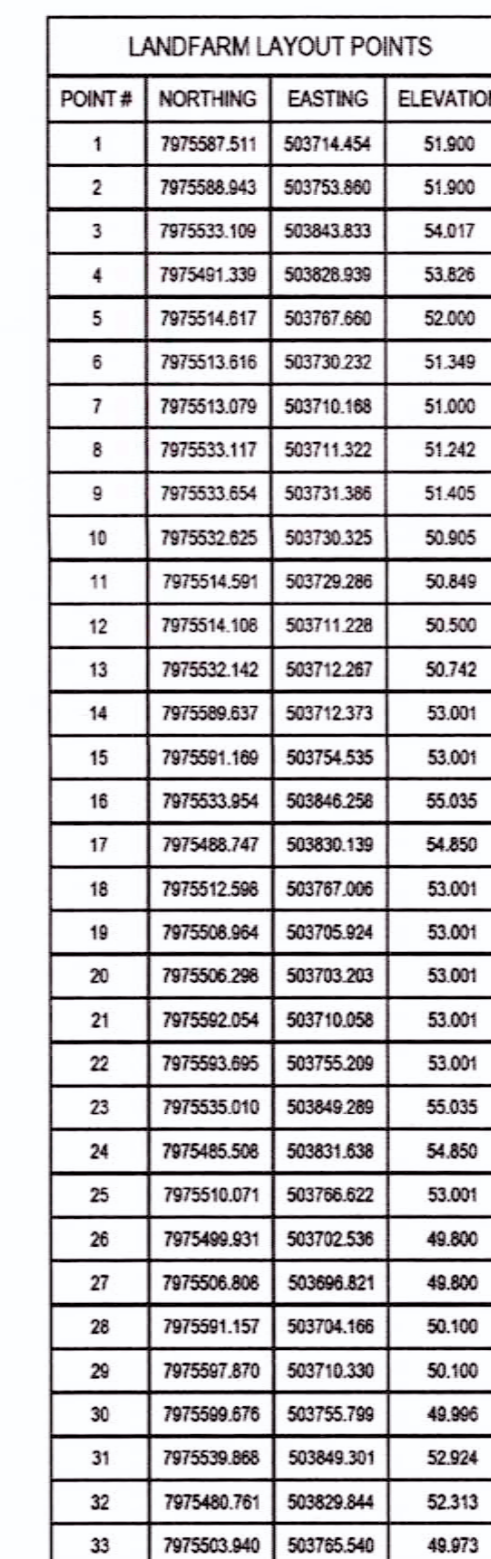 LANDFARM LAYOUT POINTS
POINT # NORTHING EASTING ELEVATION
1 7975587.511 503714.454 51.900
2 7975588.943 503753.860 51.900
3 7975533.109 503843.833 54.017
4 7975491.339 503828.939 53.826
5 7975514.617 503767.660 52.000
6 7975513.616 503730.232 51.349
7 7975513.079 503710.168 51.000
8 7975533.117 503711.322 51.242
9 7975533.654 503731.386 51.405
10 7975532.625 503730.325 50.905
11 7975514.591 503729.286 50.849
12 7975514.108 503711.228 50.500
13 7975532.142 503712.267 50.742
14 7975589.637 503712.373 53.001
15 7975591.169 503754.535 53.001
16 7975533.954 503846.258 55.035
17 7975488.747 503830.139 54.850
18 7975512.598 503767.006 53.001
19 7975508.964 503705.924 53.001
20 7975506.298 503703.203 53.001
21 7975592.054 503710.058 53.001
22 7975593.695 503755.209 53.001
23 7975535.010 503849.289 55.035
24 7975485.508 503831.638 54.850
25 7975510.071 503766.622 53.001
26 7975499.931 503702.536 49.800
27 7975506.808 503696.821 49.800
28 7975591.157 503704.166 50.100
29 7975597.870 503710.330 50.100
30 7975599.676 503755.799 49.996
31 7975539.868 503849.301 52.924
32 7975480.761 503829.844 52.313
33 7975503.940 503765.540 49.973